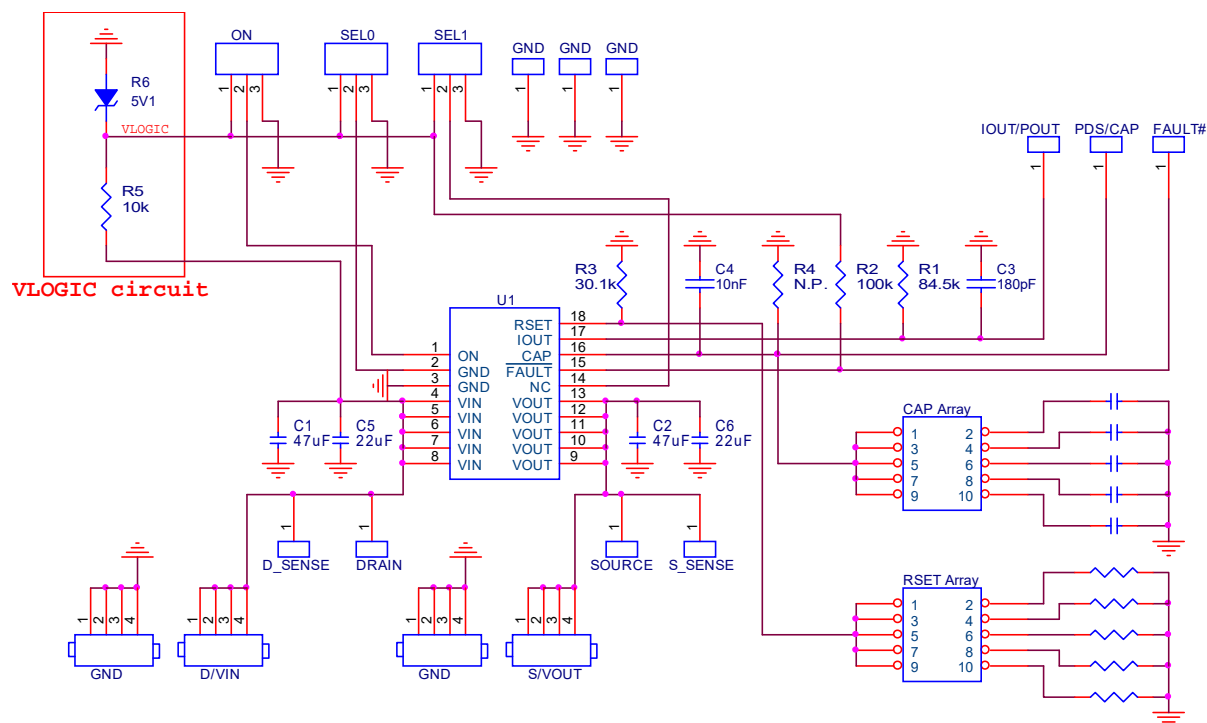 ON
SEL0
SEL1
GND
GND
GND
1
2
3
1
2
3
1
2
3
1
1
1
R6
5V1
VLOGIC
R5
10k
VLOGIC circuit
IOUT/POUT
PDS/CAP
FAULT#
1
1
1
R3
30.1k
C4
10nF
R4
N.P.
R2
100k
R1
84.5k
C3
180pF
U1
1
ON
2
GND
3
GND
4
VIN
5
VIN
6
VIN
7
VIN
8
VIN
RSET
18
IOUT
17
CAP
16
FAULT
15
NC
14
VOUT
13
VOUT
12
VOUT
11
VOUT
10
VOUT
9
C1
47uF
C5
22uF
C2
47uF
C6
22uF
1
D_SENSE
1
DRAIN
1
SOURCE
1
S_SENSE
1
2
3
4
GND
1
2
3
4
D/VIN
1
2
3
4
GND
1
2
3
4
S/VOUT
CAP Array
1 2
3 4
5 6
7 8
9 10
RSET Array
1 2
3 4
5 6
7 8
9 10